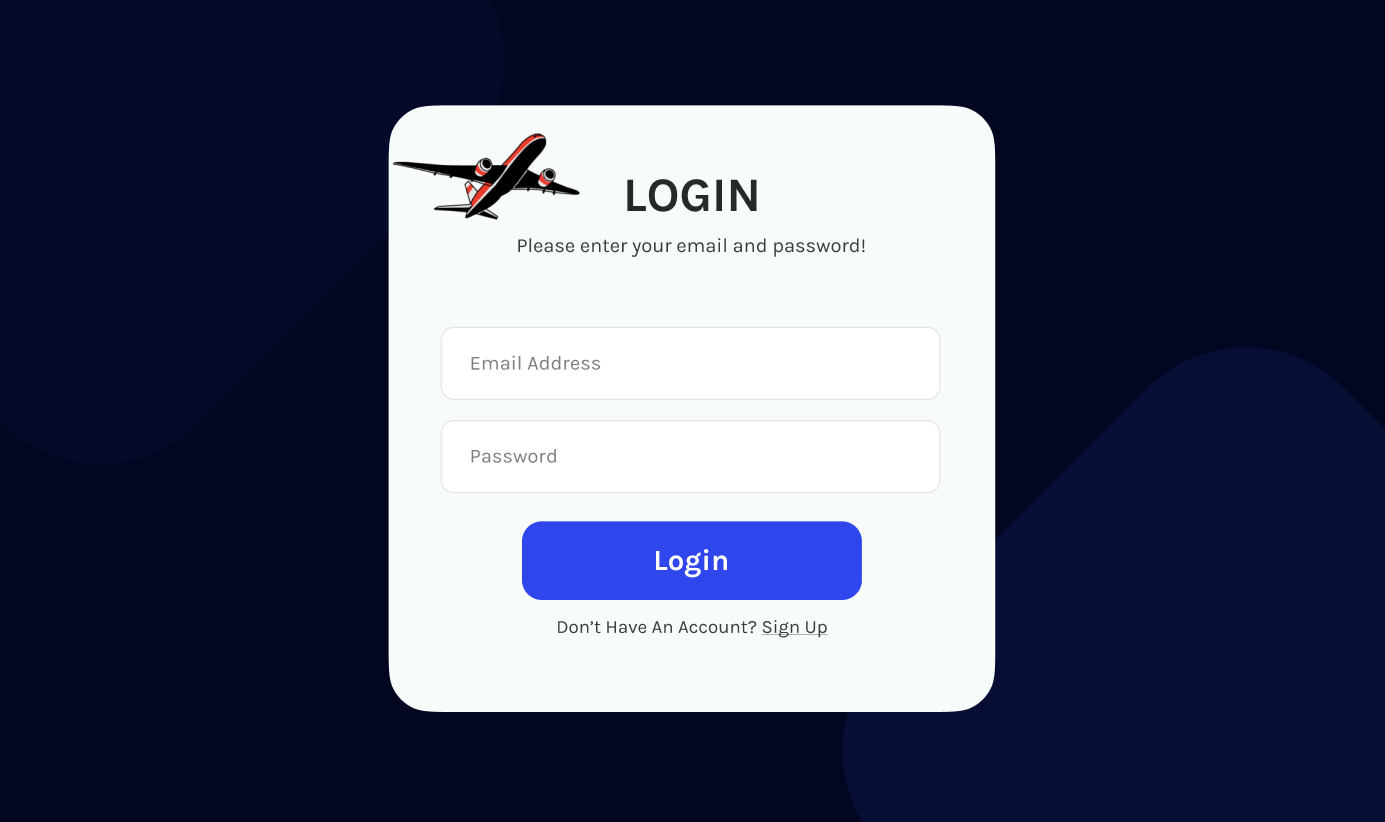 LOGIN
Please enter your email and password!
Email Address
Password
Login
Don’t Have An Account? Sign Up